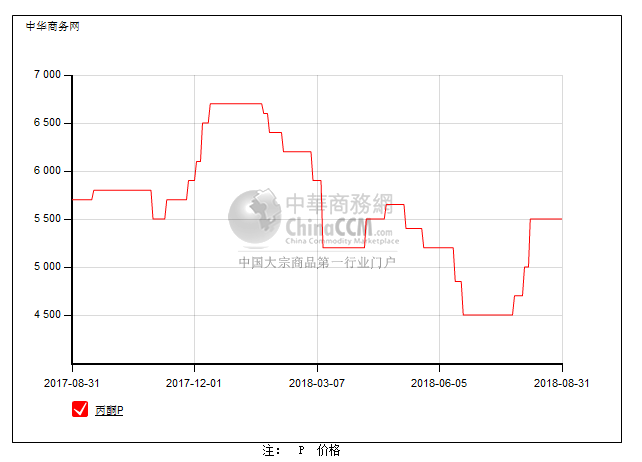 中华商务网
7 000
6 500
6 000
5 500
5 000
4 500
中華商務網
ChinaCCM.com
China Commodity Marketplace
中国大宗商品第一行业门户
2017-08-31 2017-12-01 2018-03-07 2018-06-05 2018-08-31
丙酮P
注: P 价格